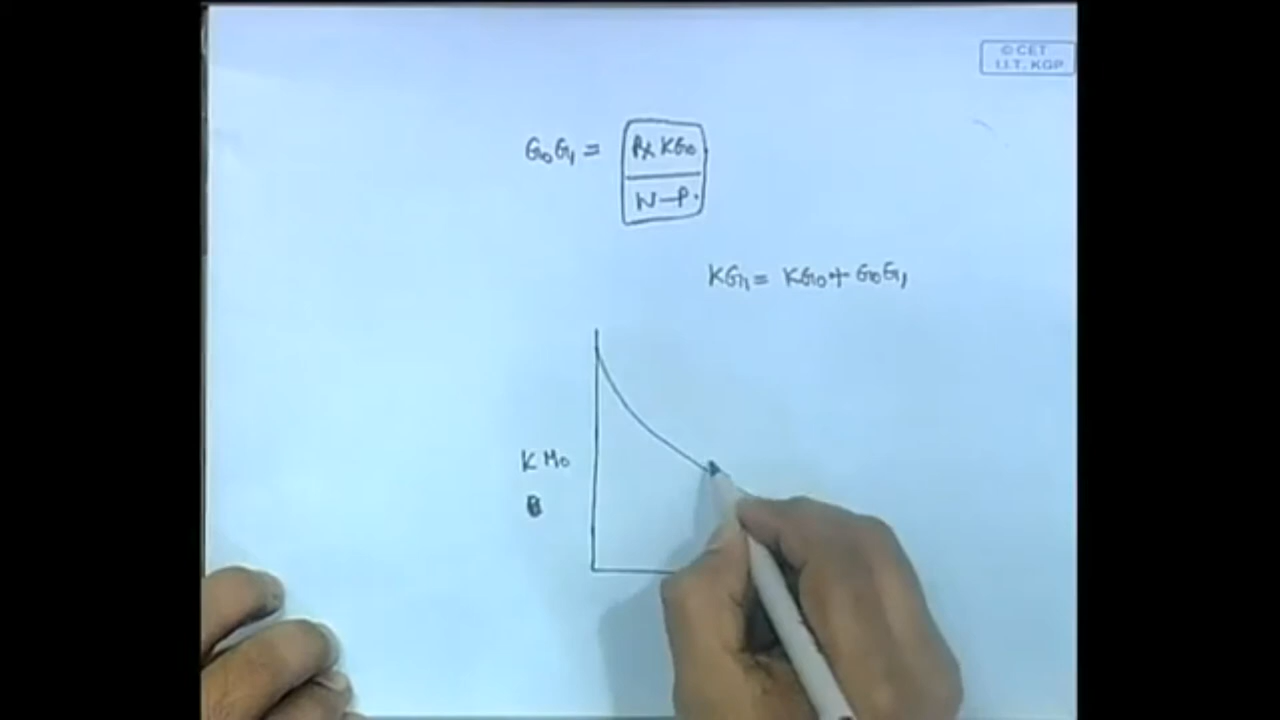 © CET
I.I.T. KGP
G₀G₁ = P × KG₀
W-P.
KG₁ = KG₀ + G₀G₁
K M₀